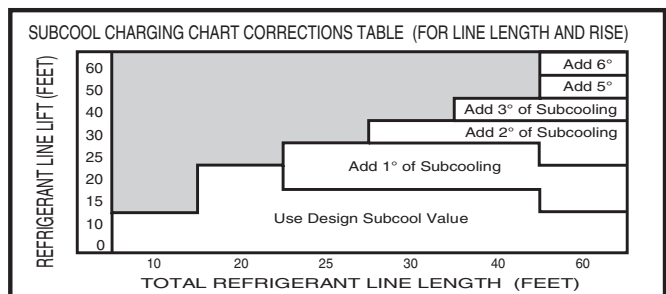 SUBCOOL CHARGING CHART CORRECTIONS TABLE (FOR LINE LENGTH AND RISE)
REFRIGERANT LINE LIFT (FEET)
60
50
40
30
25
20
15
10
0
Add 6°
Add 5°
Add 3° of Subcooling
Add 2° of Subcooling
Add 1° of Subcooling
Use Design Subcool Value
10 20 25 30 40 60
TOTAL REFRIGERANT LINE LENGTH (FEET)